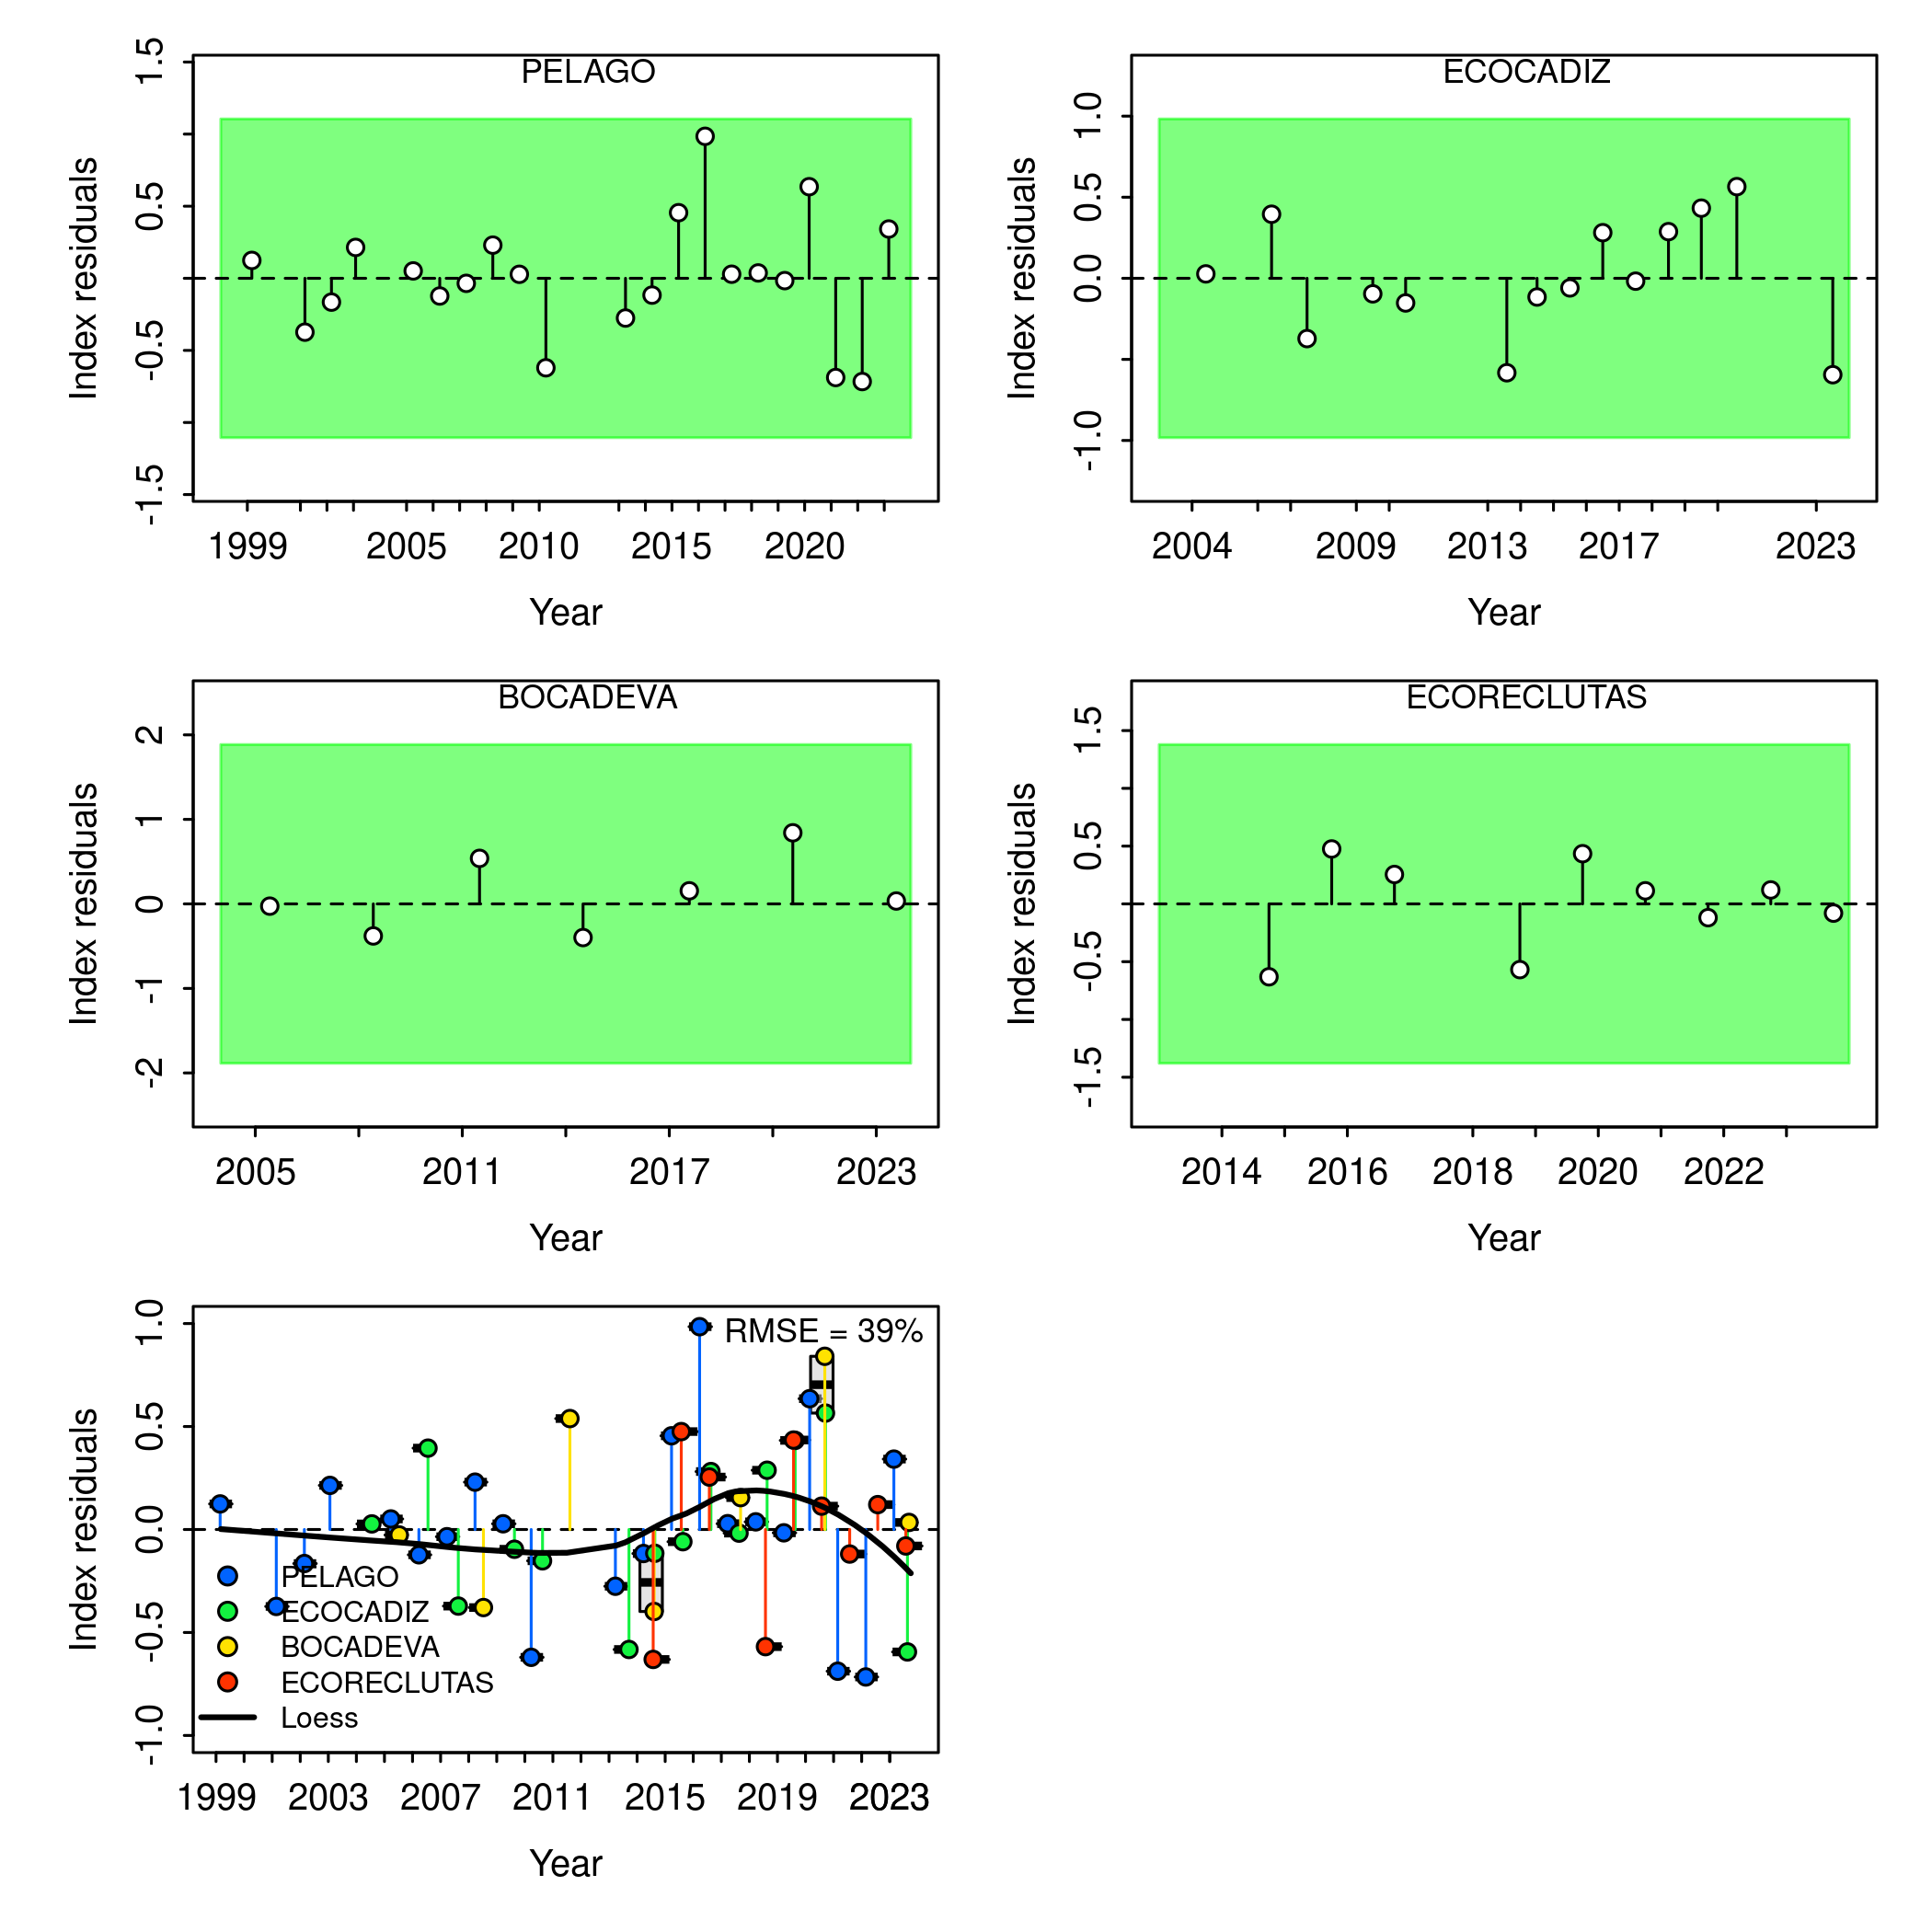 PELAGO
Index residuals
1.5
0.5
-0.5
-1.5
1999 2005 2010 2015 2020
Year
ECOCADIZ
Index residuals
1.0
0.5
0.0
-1.0
2004 2009 2013 2017 2023
Year
BOCADEVA
Index residuals
2
1
0
-1
-2
2005 2011 2017 2023
Year
ECORECLUTAS
Index residuals
1.5
0.5
-0.5
-1.5
2014 2016 2018 2020 2022
Year
RMSE = 39%
Index residuals
1.0
0.5
0.0
-0.5
-1.0
PELAGO
ECOCADIZ
BOCADEVA
ECORECLUTAS
Loess
1999 2003 2007 2011 2015 2019 2023
Year